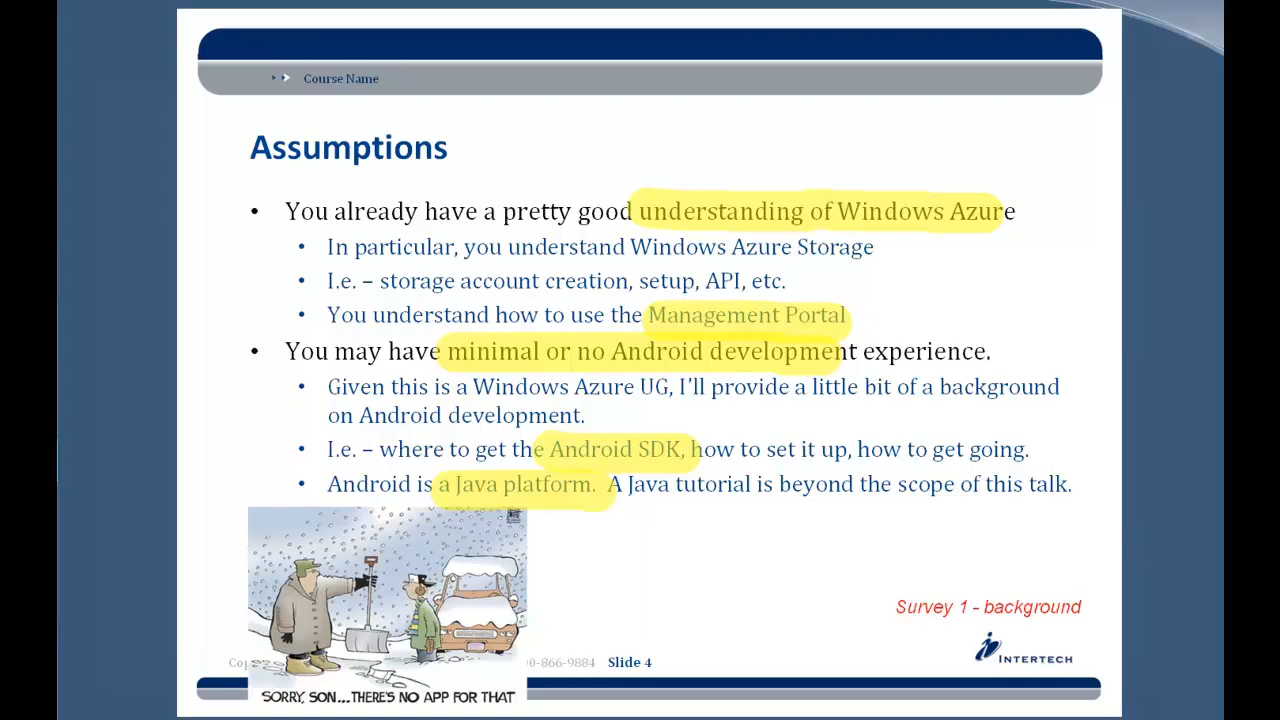 Course Name
Assumptions
• You already have a pretty good understanding of Windows Azure
• In particular, you understand Windows Azure Storage
• I.e. – storage account creation, setup, API, etc.
• You understand how to use the Management Portal
• You may have minimal or no Android development experience.
• Given this is a Windows Azure UG, I'll provide a little bit of a background
on Android development.
• I.e. – where to get the Android SDK, how to set it up, how to get going.
• Android is a Java platform. A Java tutorial is beyond the scope of this talk.
Survey 1 - background
INTERTECH
00-866-9884 Slide 4
SORRY, SON...THERE'S NO APP FOR THAT